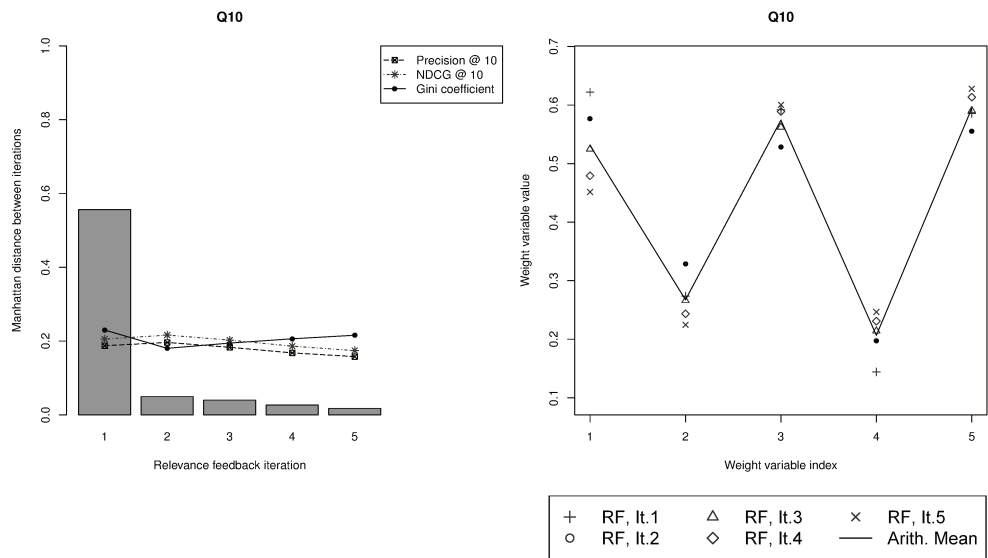 Q10
Manhattan distance between iterations
1.0
0.8
0.6
0.4
0.2
0.0
1 2 3 4 5
Relevance feedback iteration
Precision @ 10
NDCG @ 10
Gini coefficient
Q10
Weight variable value
0.7
0.6
0.5
0.4
0.3
0.2
0.1
1 2 3 4 5
Weight variable index
RF, It.1 RF, It.3 RF, It.5
RF, It.2 RF, It.4 Arith. Mean